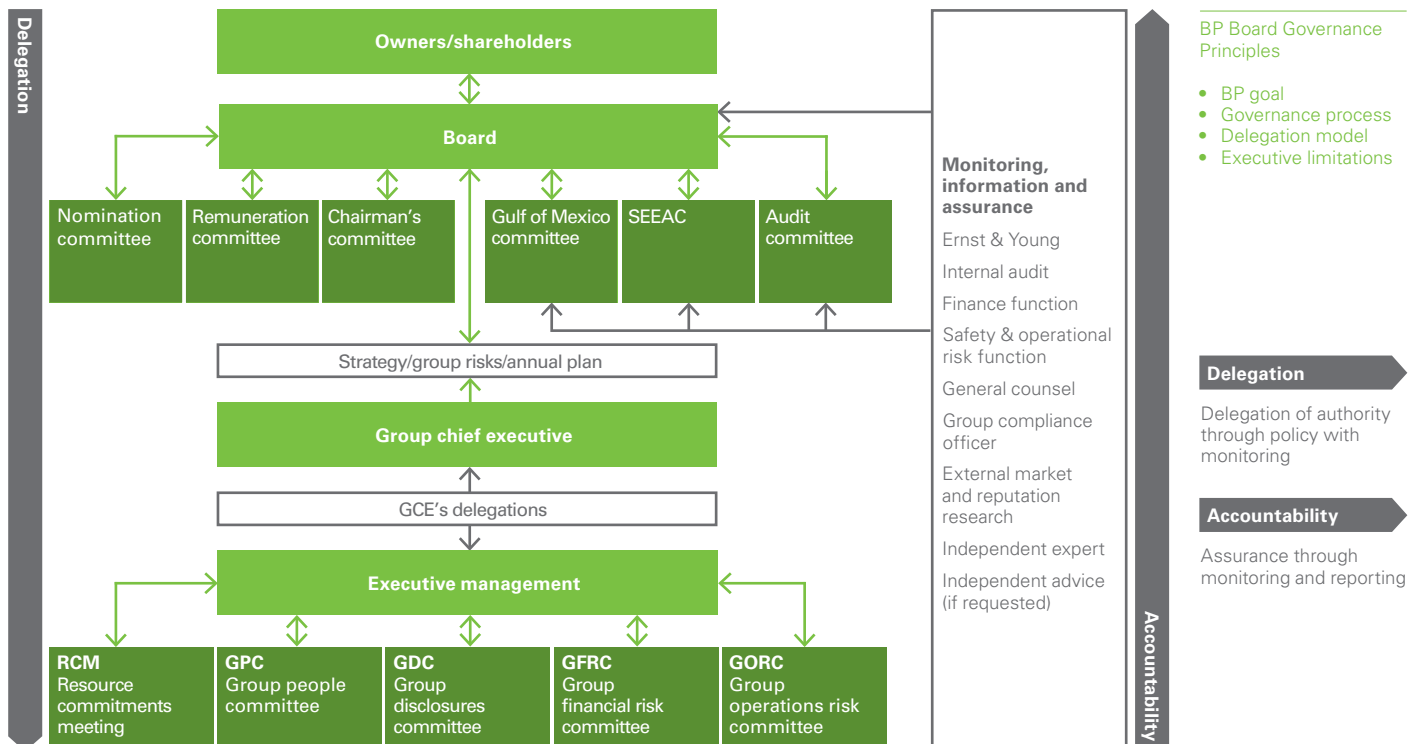 Delegation
Owners/shareholders
Board
Nomination
committee
Remuneration
committee
Chairman's
committee
Gulf of Mexico
committee
SEEAC
Audit
committee
Strategy/group risks/annual plan
Group chief executive
GCE's delegations
Executive management
RCM
Resource
commitments
meeting
GPC
Group people
committee
GDC
Group
disclosures
committee
GFRC
Group
financial risk
committee
GORC
Group
operations risk
committee
Monitoring,
information and
assurance
Ernst & Young
Internal audit
Finance function
Safety & operational
risk function
General counsel
Group compliance
officer
External market
and reputation
research
Independent expert
Independent advice
(if requested)
Accountability
BP Board Governance
Principles
• BP goal
• Governance process
• Delegation model
• Executive limitations
Delegation
Delegation of authority
through policy with
monitoring
Accountability
Assurance through
monitoring and reporting